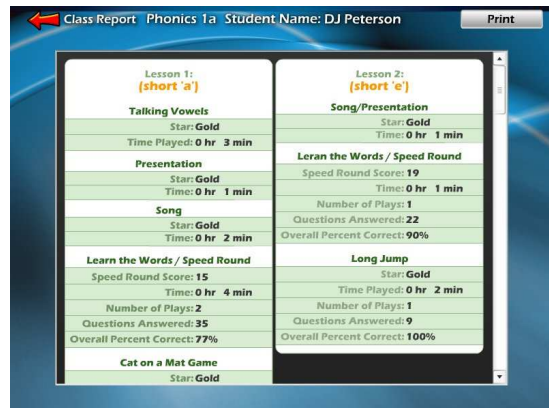 Class Report Phonics 1a Student Name: DJ Peterson
Print
Lesson 1:
(short 'a')
Talking Vowels
Star: Gold
Time Played: 0 hr 3 min
Presentation
Star: Gold
Time: 0 hr 1 min
Song
Star: Gold
Time: 0 hr 2 min
Learn the Words / Speed Round
Speed Round Score: 15
Time: 0 hr 4 min
Number of Plays: 2
Questions Answered: 35
Overall Percent Correct: 77%
Cat on a Mat Game
Star: Gold
Lesson 2:
(short 'e')
Song/Presentation
Star: Gold
Time: 0 hr 1 min
Leran the Words / Speed Round
Speed Round Score: 19
Time: 0 hr 1 min
Number of Plays: 1
Questions Answered: 22
Overall Percent Correct: 90%
Long Jump
Star: Gold
Time Played: 0 hr 2 min
Number of Plays: 1
Questions Answered: 9
Overall Percent Correct: 100%